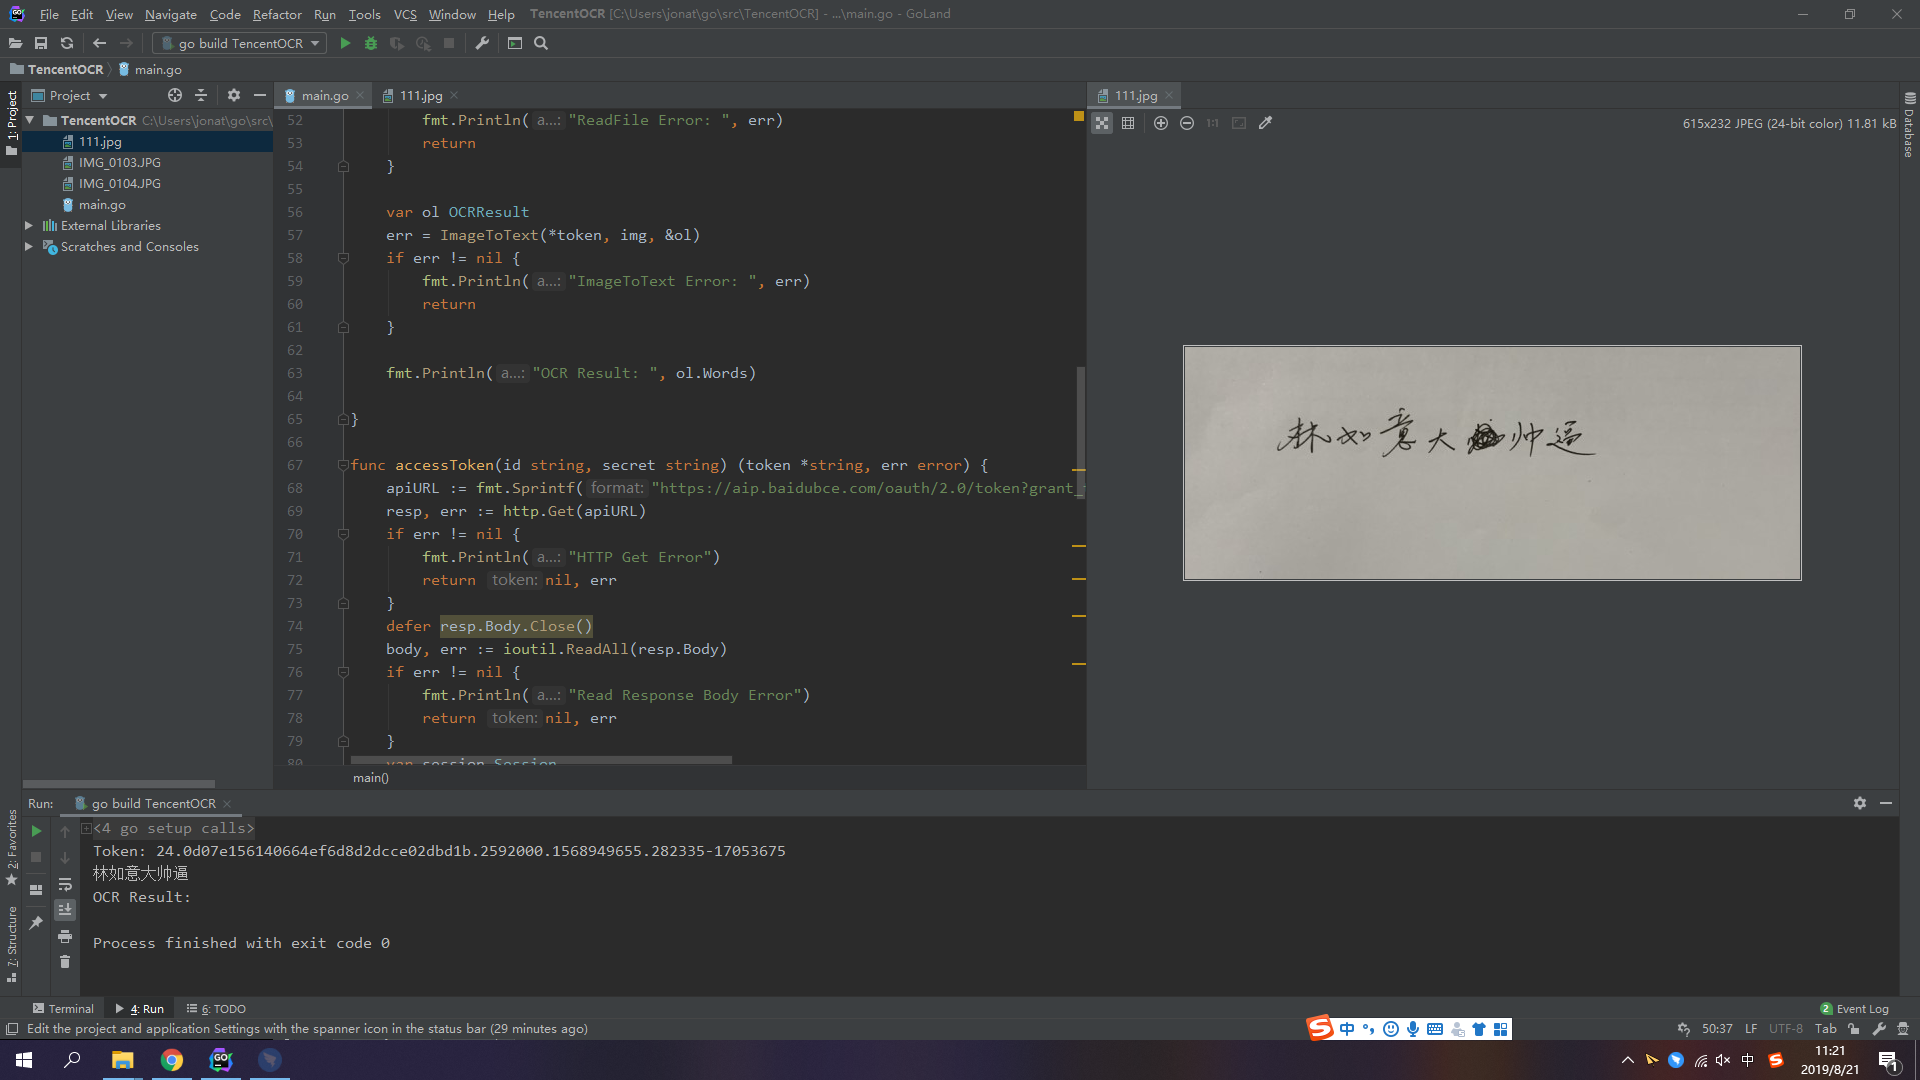 File Edit View Navigate Code Refactor Run Tools VCS Window Help TencentOCR [C:\Users\jonat\go\src\TencentOCR] - ...\main.go - GoLand
go build TencentOCR
TencentOCR main.go
Project
main.go
111.jpg
111.jpg
1: Project
TencentOCR C:\Users\jonat\go\src\
111.jpg
IMG_0103.JPG
IMG_0104.JPG
main.go
External Libraries
Scratches and Consoles
52 fmt.Println( a...: "ReadFile Error: ", err)
53 return
54 }
55
56 var ol OCRResult
57 err = ImageToText(*token, img, &ol)
58 if err != nil {
59 fmt.Println( a...: "ImageToText Error: ", err)
60 return
61 }
62
63 fmt.Println( a...: "OCR Result: ", ol.Words)
64
65 }
66
67 func accessToken(id string, secret string) (token *string, err error) {
68 apiURL := fmt.Sprintf( format: "https://aip.baidubce.com/oauth/2.0/token?grant_
69 resp, err := http.Get(apiURL)
70 if err != nil {
71 fmt.Println( a...: "HTTP Get Error")
72 return token: nil, err
73 }
74 defer resp.Body.Close()
75 body, err := ioutil.ReadAll(resp.Body)
76 if err != nil {
77 fmt.Println( a...: "Read Response Body Error")
78 return token: nil, err
79 }
80 var session Session
main()
1:1 615x232 JPEG (24-bit color) 11.81 kB
Database
林如意大帅逼
Run: go build TencentOCR
2: Favorites
7: Structure
<4 go setup calls>
Token: 24.0d07e156140664ef6d8d2dcce02dbd1b.2592000.1568949655.282335-17053675
林如意大帅逼
OCR Result:
Process finished with exit code 0
Terminal 4: Run 6: TODO 2 Event Log
Edit the project and application Settings with the spanner icon in the status bar (29 minutes ago) 中 50:37 LF UTF-8 Tab
GO 中 11:21
2019/8/21 1